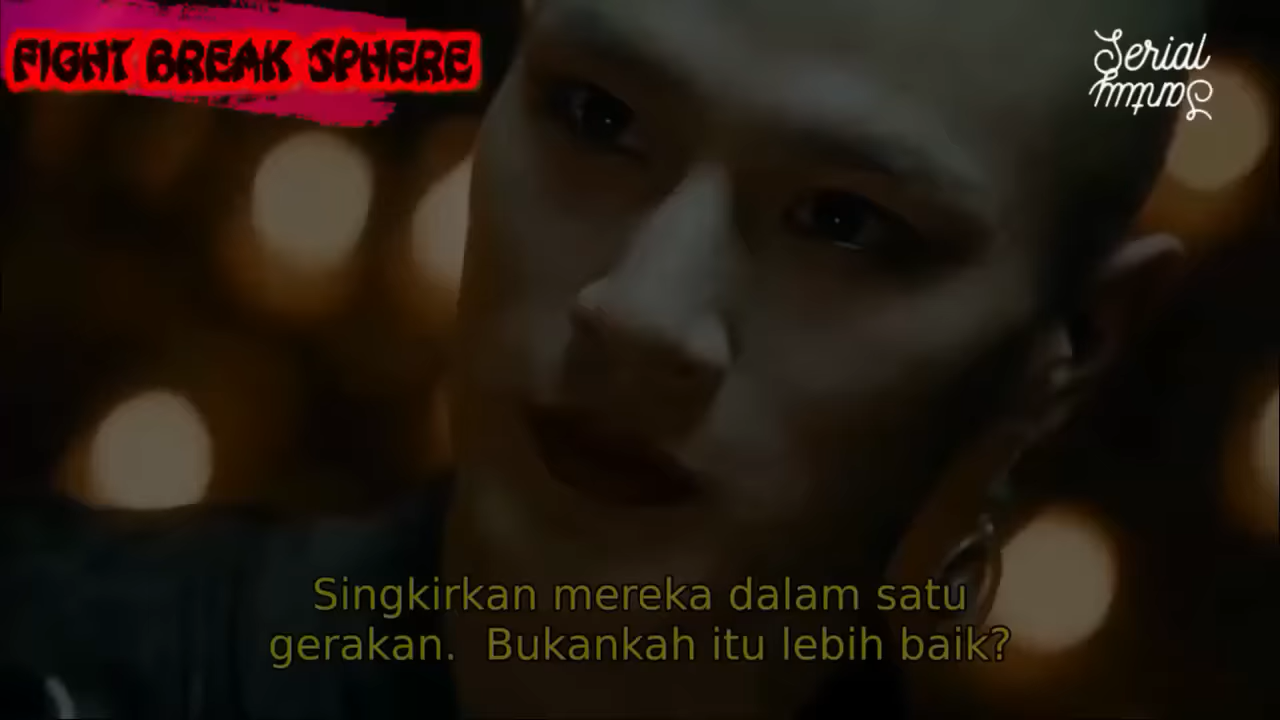 FIGHT BREAK SPHERE
Serial
Santuy
Singkirkan mereka dalam satu
gerakan. Bukankah itu lebih baik?